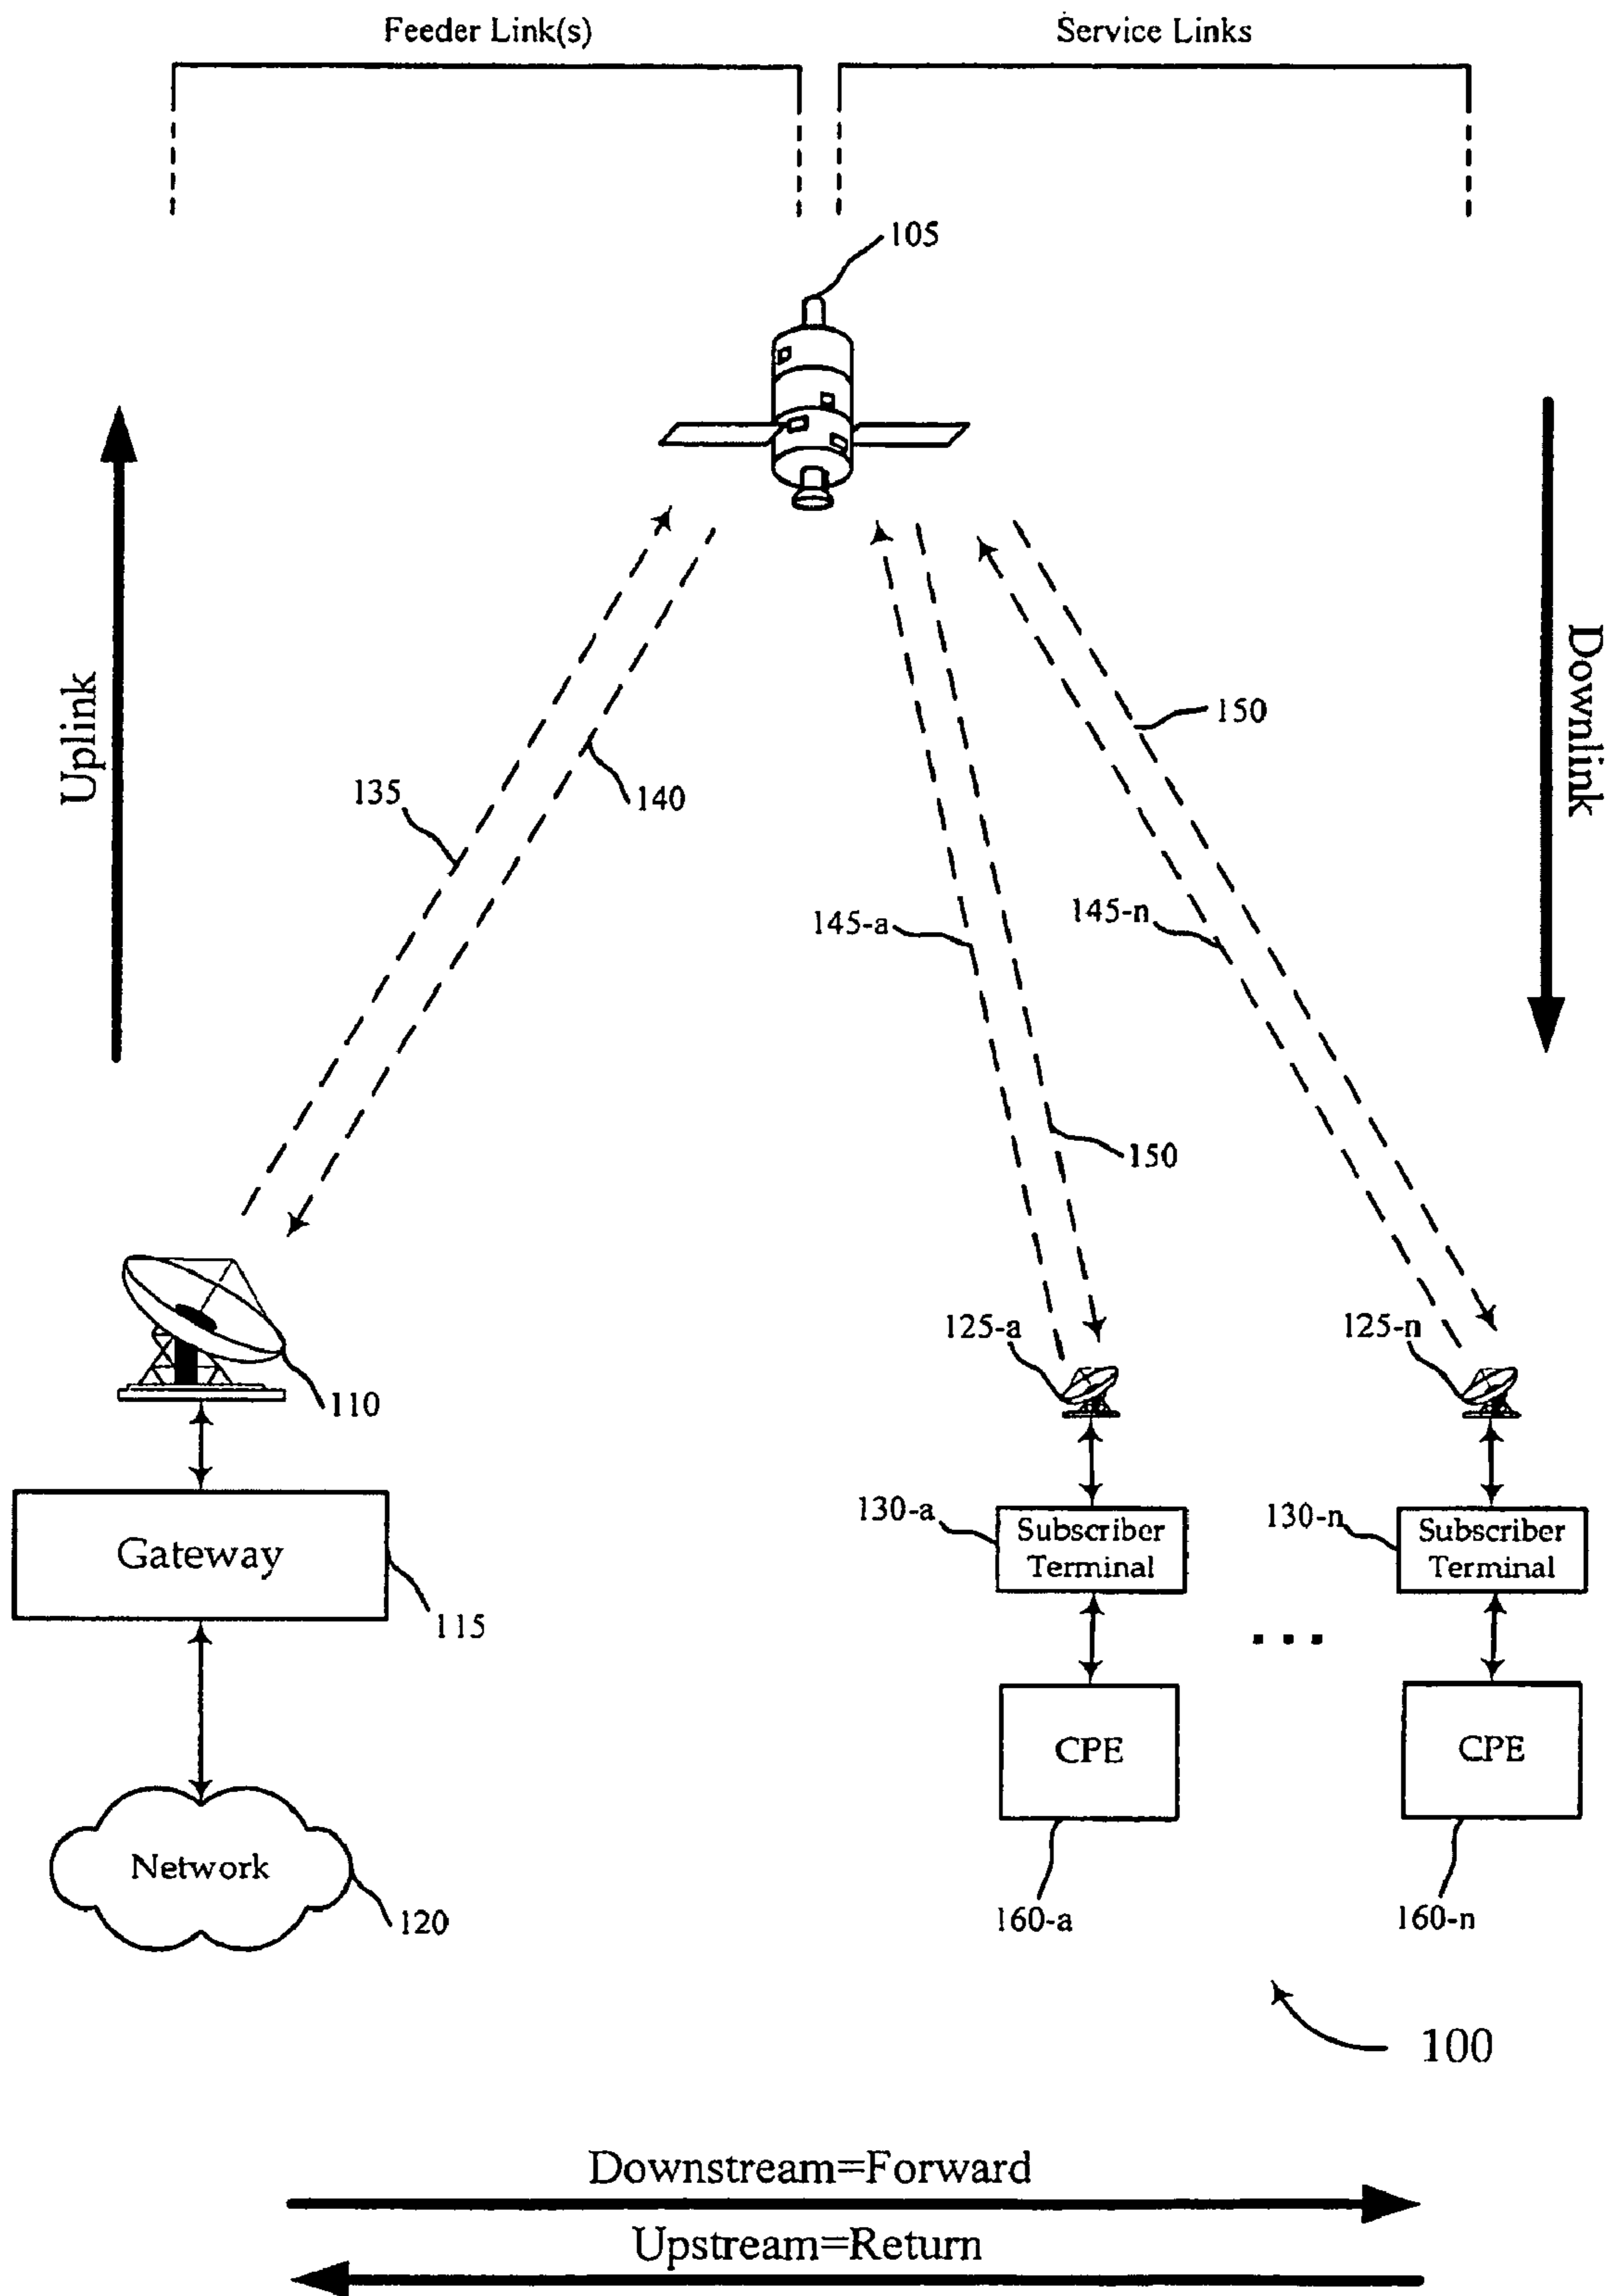 Feeder Link(s)
Service Links
105
Uplink
Downlink
150
135
140
145-a
145-n
150
125-a
125-n
110
130-a
Subscriber
Terminal
130-n
Subscriber
Terminal
Gateway
115
CPE
CPE
Network
120
160-a
160-n
100
Downstream=Forward
Upstream=Return